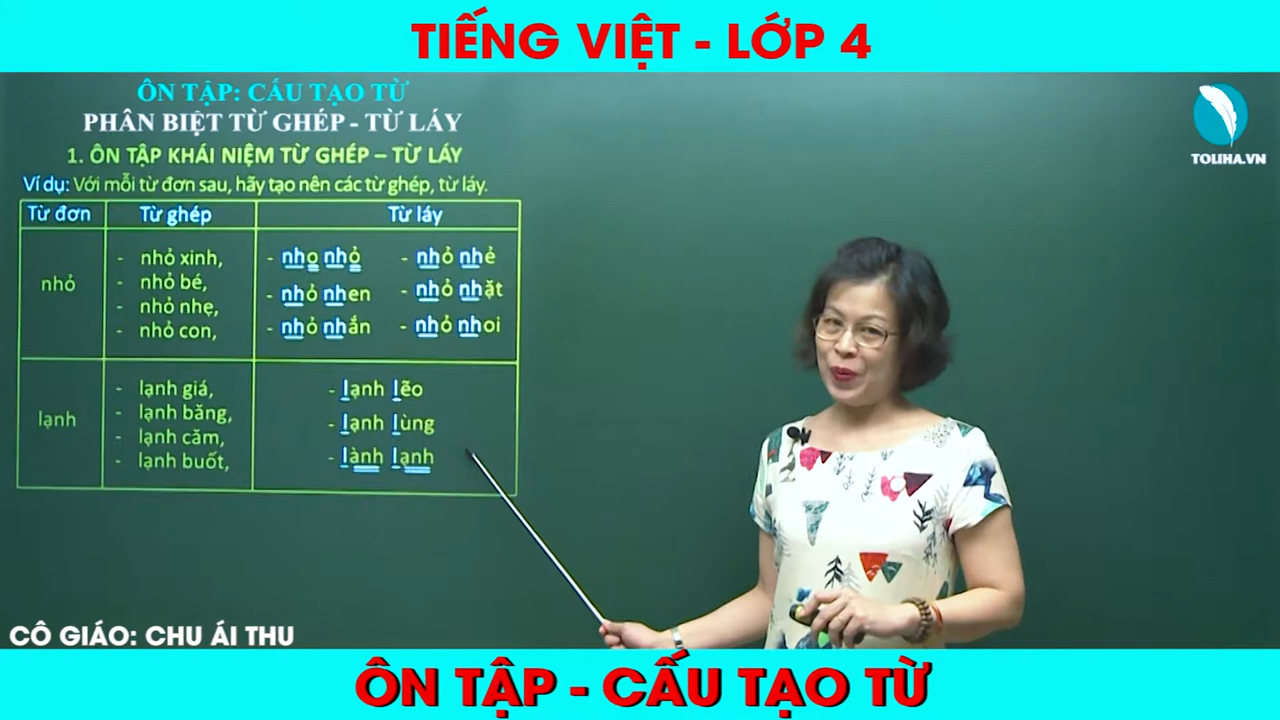 TIẾNG VIỆT - LỚP 4
ÔN TẬP: CẤU TẠO TỪ
PHÂN BIỆT TỪ GHÉP - TỪ LÁY
1. ÔN TẬP KHÁI NIỆM TỪ GHÉP – TỪ LÁY
Ví dụ: Với mỗi từ đơn sau, hãy tạo nên các từ ghép, từ láy.
Từ đơn Từ ghép Từ láy
nhỏ
- nhỏ xinh,
- nhỏ bé,
- nhỏ nhẹ,
- nhỏ con,
- nho nhỏ - nhỏ nhẻ
- nhỏ nhen - nhỏ nhặt
- nhỏ nhắn - nhỏ nhoi
lạnh
- lạnh giá,
- lạnh băng,
- lạnh căm,
- lạnh buốt,
- lạnh lẽo
- lạnh lùng
- lành lạnh
TOLIHA.VN
CÔ GIÁO: CHU ÁI THU
ÔN TẬP - CẤU TẠO TỪ